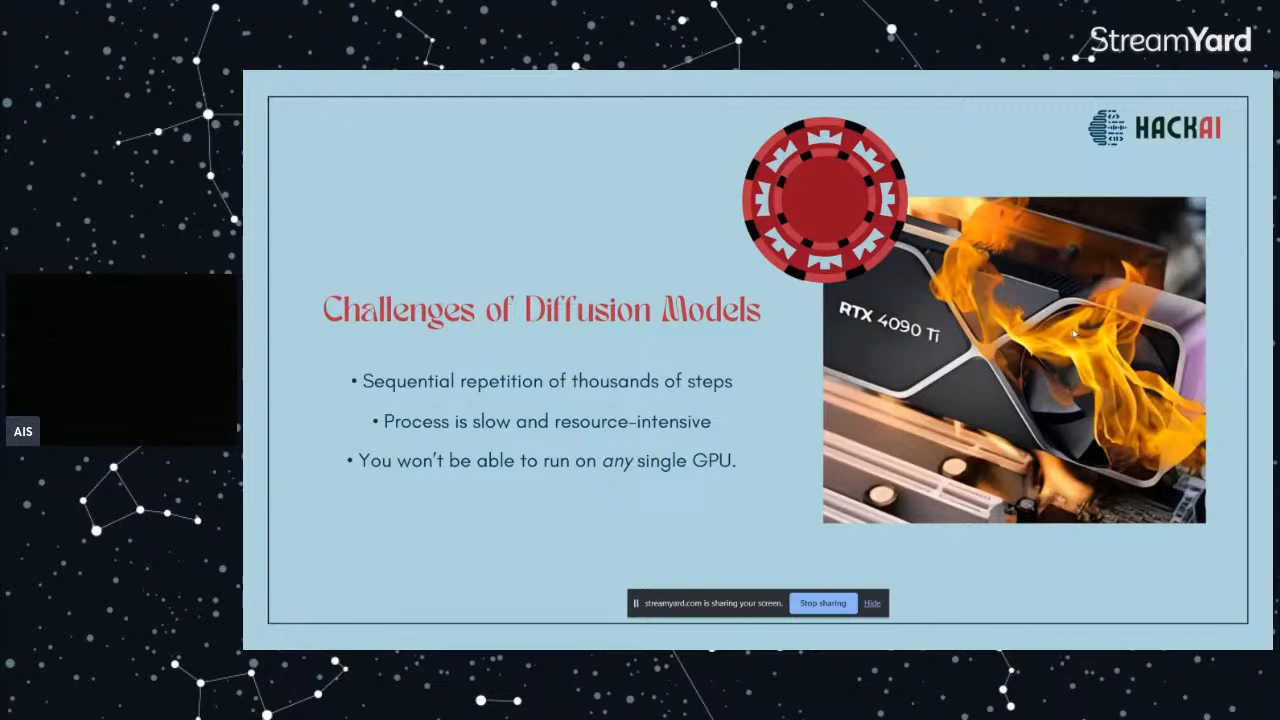 StreamYard
HACKAI
RTX 4090 Ti
Challenges of Diffusion Models
• Sequential repetition of thousands of steps
• Process is slow and resource-intensive
• You won't be able to run on any single GPU.
AIS
streamyard.com is sharing your screen. Stop sharing Hide